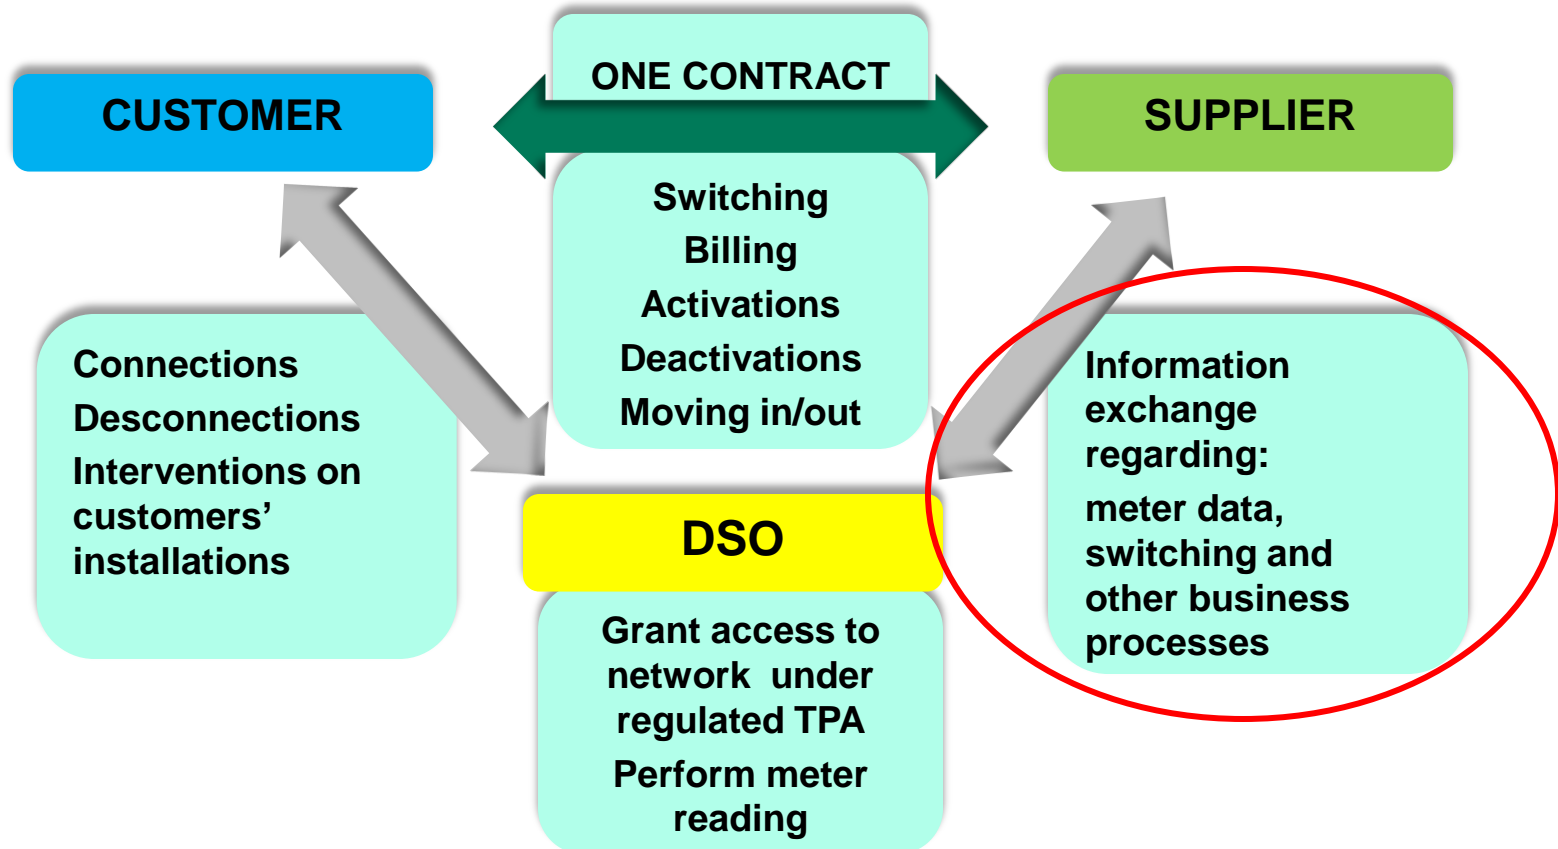 ONE CONTRACT
CUSTOMER
SUPPLIER
Switching
Billing
Activations
Deactivations
Moving in/out
Connections
Desconnections
Interventions on
customers’
installations
Information
exchange
regarding:
meter data,
switching and
other business
processes
DSO
Grant access to
network under
regulated TPA
Perform meter
reading